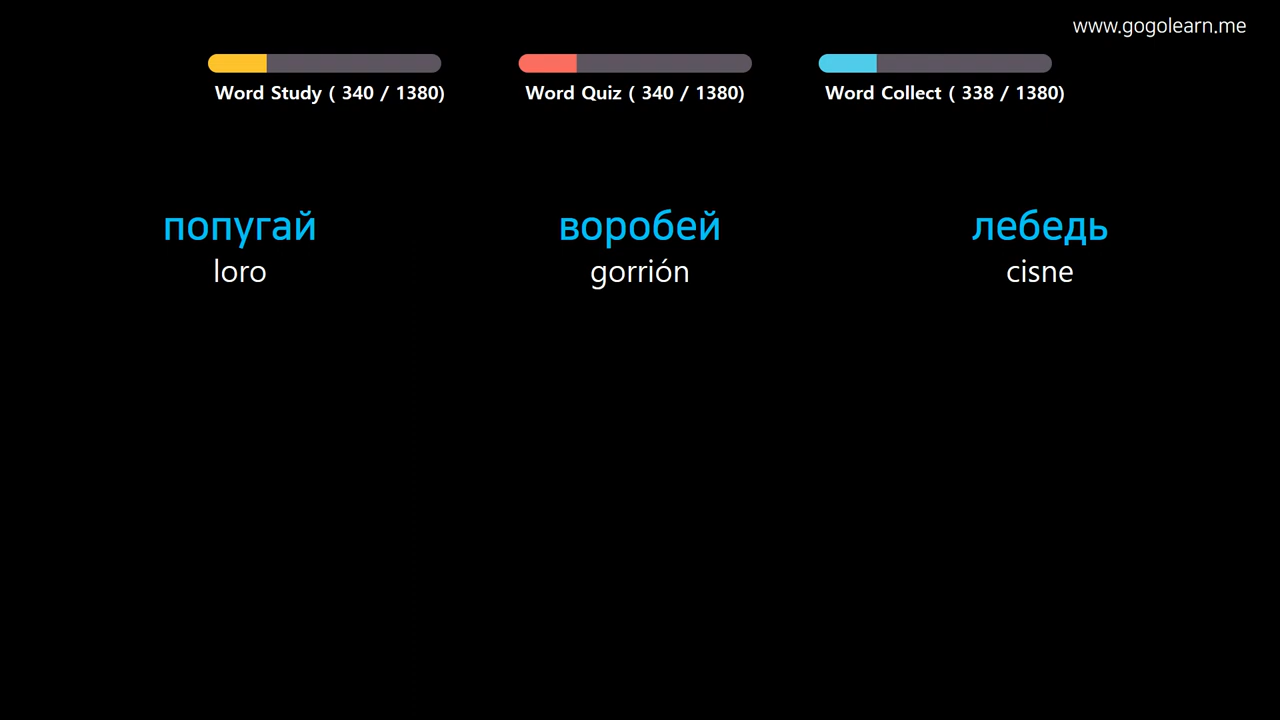 www.gogolearn.me
Word Study ( 340 / 1380)
Word Quiz ( 340 / 1380)
Word Collect ( 338 / 1380)
попугай
loro
воробей
gorrión
лебедь
cisne